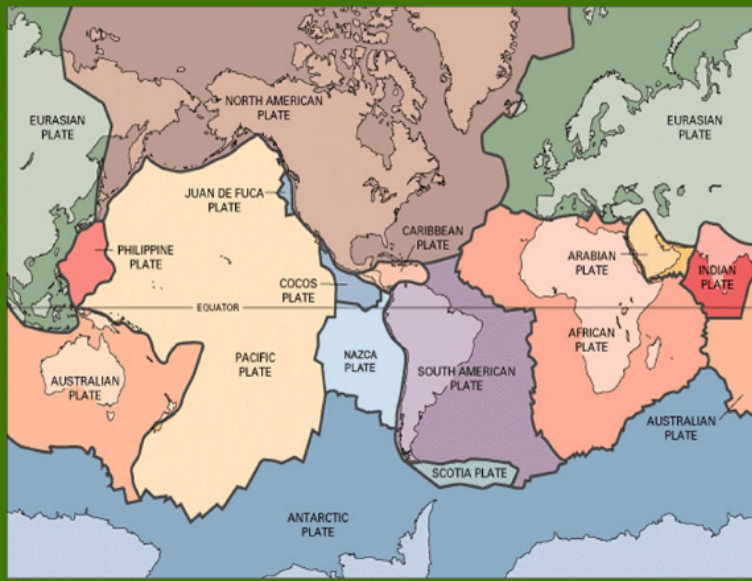 NORTH AMERICAN
PLATE
EURASIAN
PLATE
EURASIAN
PLATE
JUAN DE FUCA
PLATE
CARIBBEAN
PLATE
PHILIPPINE
PLATE
ARABIAN
PLATE
INDIAN
PLATE
COCOS
PLATE
EQUATOR
AFRICAN
PLATE
PACIFIC
PLATE
NAZCA
PLATE
SOUTH AMERICAN
PLATE
AUSTRALIAN
PLATE
AUSTRALIAN
PLATE
SCOTIA PLATE
ANTARCTIC
PLATE